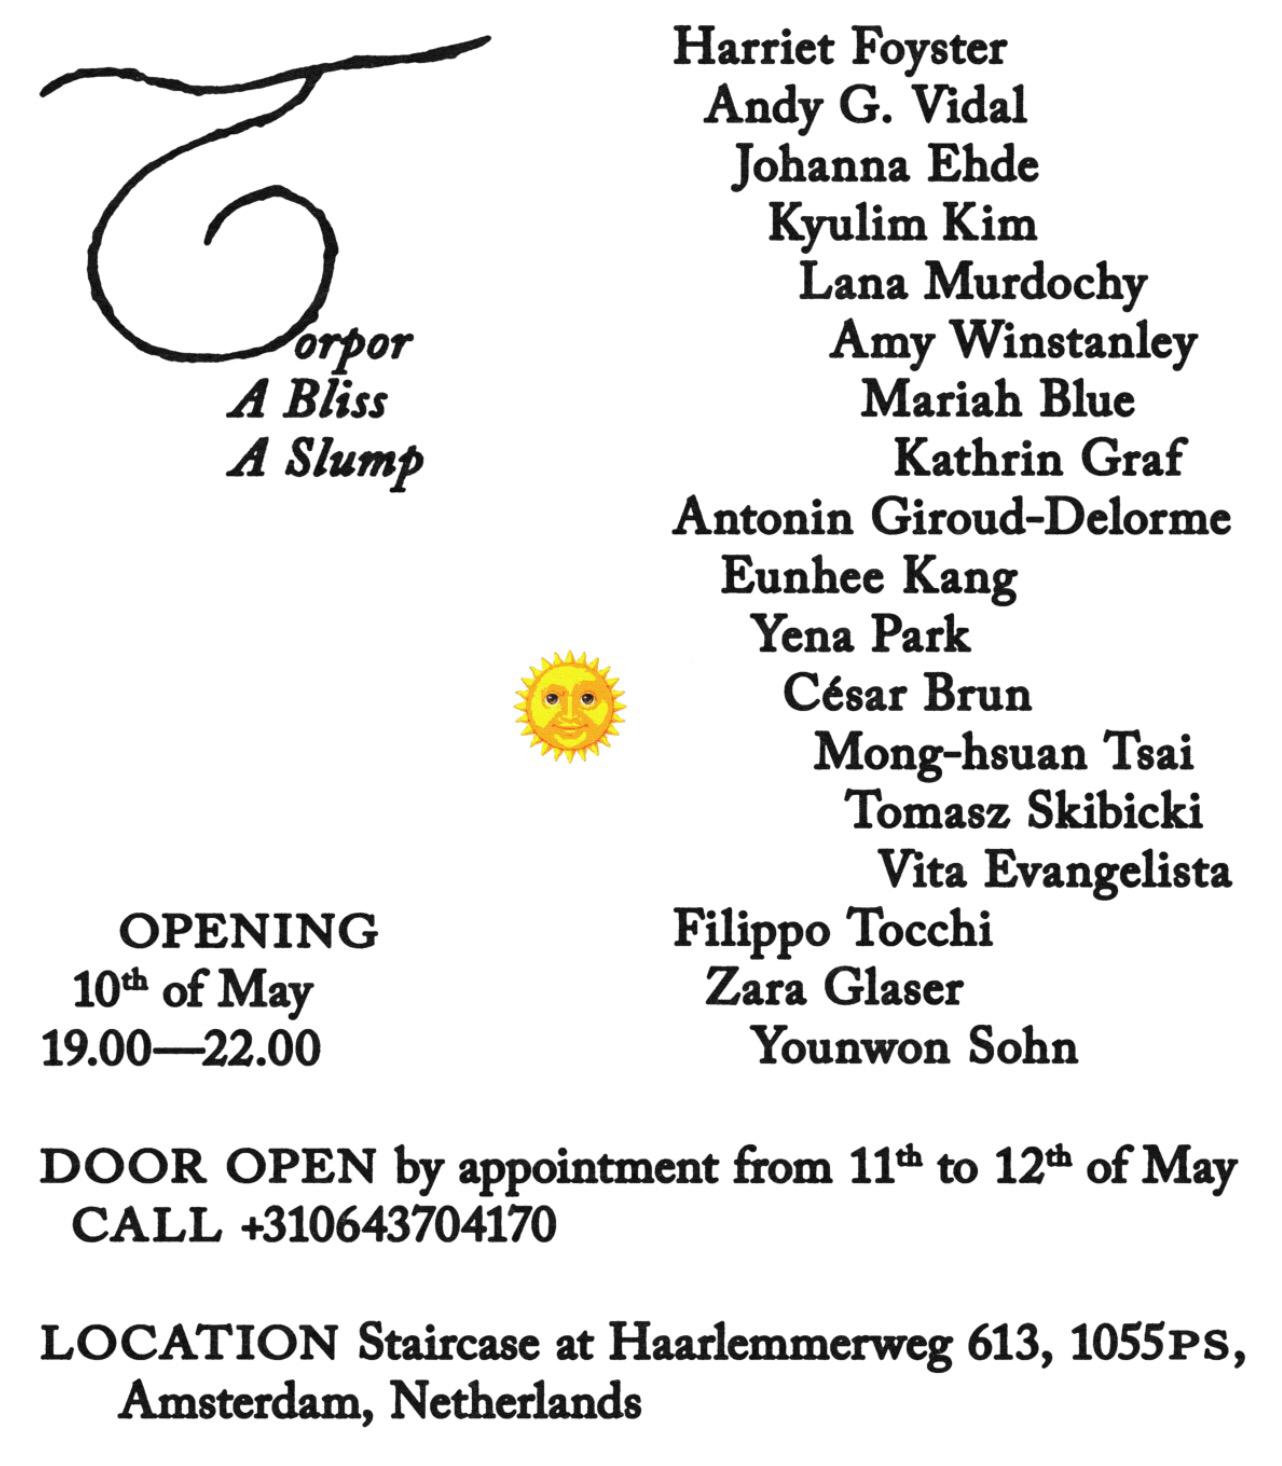 Torpor
A Bliss
A Slump
Harriet Foyster
Andy G. Vidal
Johanna Ehde
Kyulim Kim
Lana Murdochy
Amy Winstanley
Mariah Blue
Kathrin Graf
Antonin Giroud-Delorme
Eunhee Kang
Yena Park
César Brun
Mong-hsuan Tsai
Tomasz Skibicki
Vita Evangelista
Filippo Tocchi
Zara Glaser
Younwon Sohn
OPENING
10th of May
19.00—22.00
DOOR OPEN by appointment from 11th to 12th of May
CALL +310643704170
LOCATION Staircase at Haarlemmerweg 613, 1055PS,
Amsterdam, Netherlands